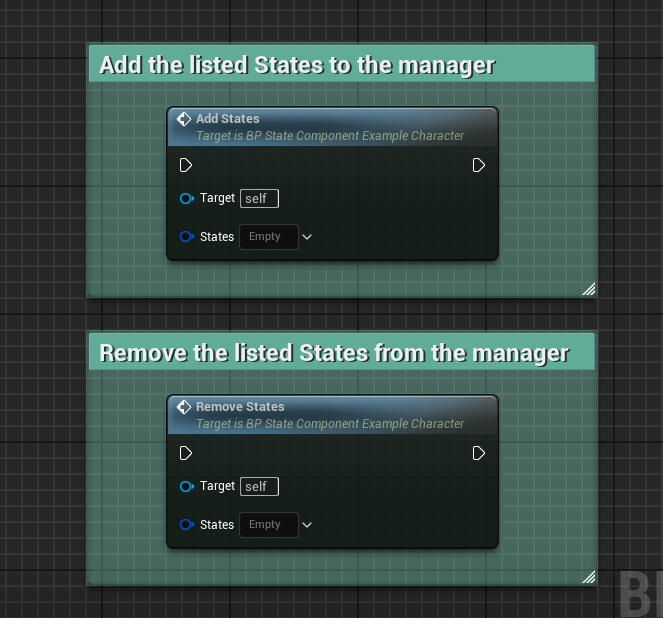 Add the listed States to the manager
Add States
Target is BP State Component Example Character
Target self
States Empty
Remove the listed States from the manager
Remove States
Target is BP State Component Example Character
Target self
States Empty